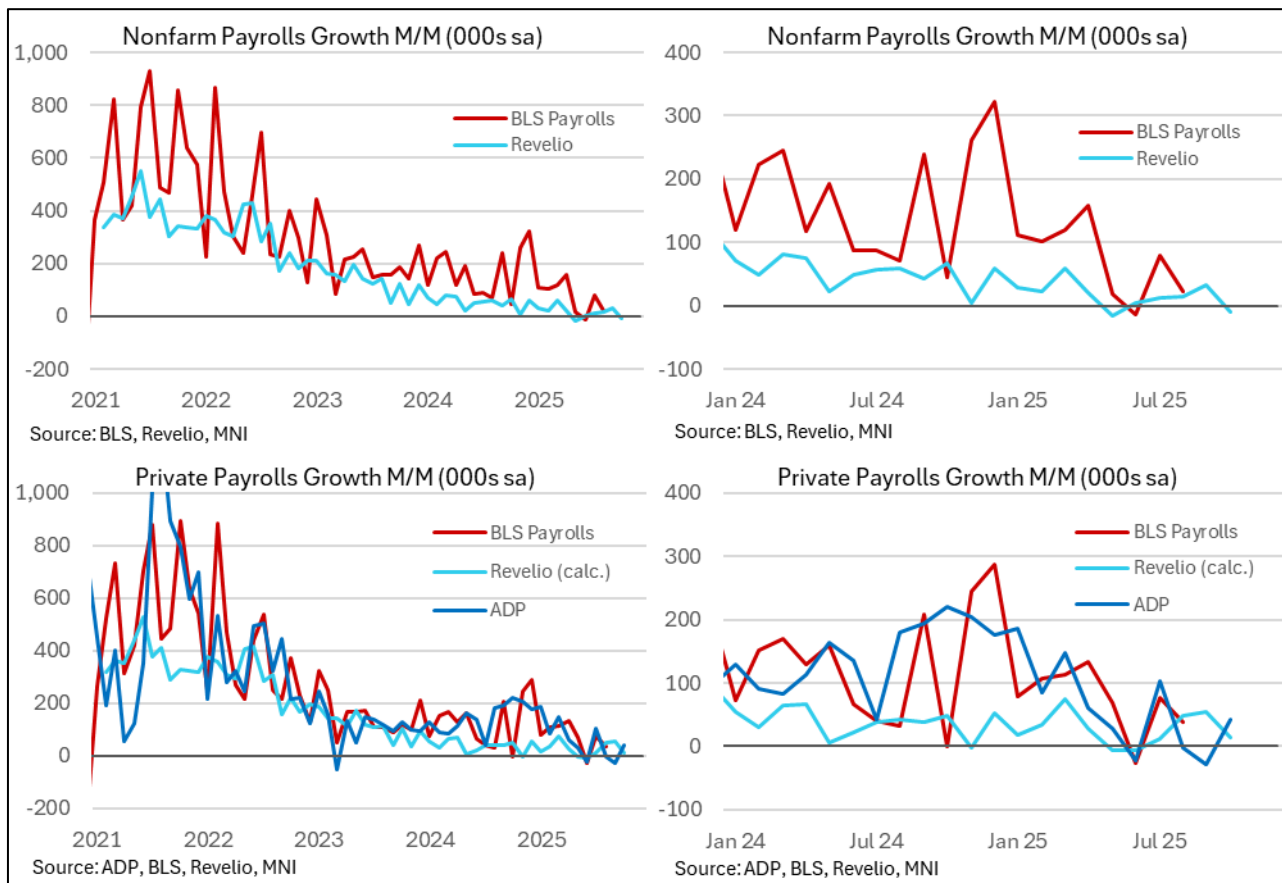 Nonfarm Payrolls Growth M/M (000s sa)
1,000
800
600
400
200
0
-200
BLS Payrolls
Revelio
2021 2022 2023 2024 2025
Source: BLS, Revelio, MNI
Nonfarm Payrolls Growth M/M (000s sa)
400
300
200
100
0
-100
BLS Payrolls
Revelio
Jan 24 Jul 24 Jan 25 Jul 25
Source: BLS, Revelio, MNI
Private Payrolls Growth M/M (000s sa)
1,000
800
600
400
200
0
-200
BLS Payrolls
Revelio (calc.)
ADP
2021 2022 2023 2024 2025
Source: ADP, BLS, Revelio, MNI
Private Payrolls Growth M/M (000s sa)
400
300
200
100
0
-100
BLS Payrolls
Revelio (calc.)
ADP
Jan 24 Jul 24 Jan 25 Jul 25
Source: ADP, BLS, Revelio, MNI